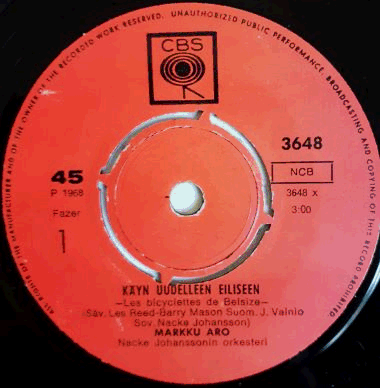 ALL RIGHTS OF THE MANUFACTURER AND OF THE OWNER OF THE RECORDED WORK RESERVED. UNAUTHORIZED PUBLIC PERFORMANCE, BROADCASTING AND COPYING OF THIS RECORD PROHIBITED
CBS
3648
45
NCB
P 1968
3648 x
Fazer
3:00
1
KÄYN UUDELLEEN EILISEEN
—Les bicyclettes de Belsize—
(Säv. Les Reed-Barry Mason Suom. J. Vainio
Sov. Nacke Johansson)
MARKKU ARO
Nacke Johanssonin orkesteri